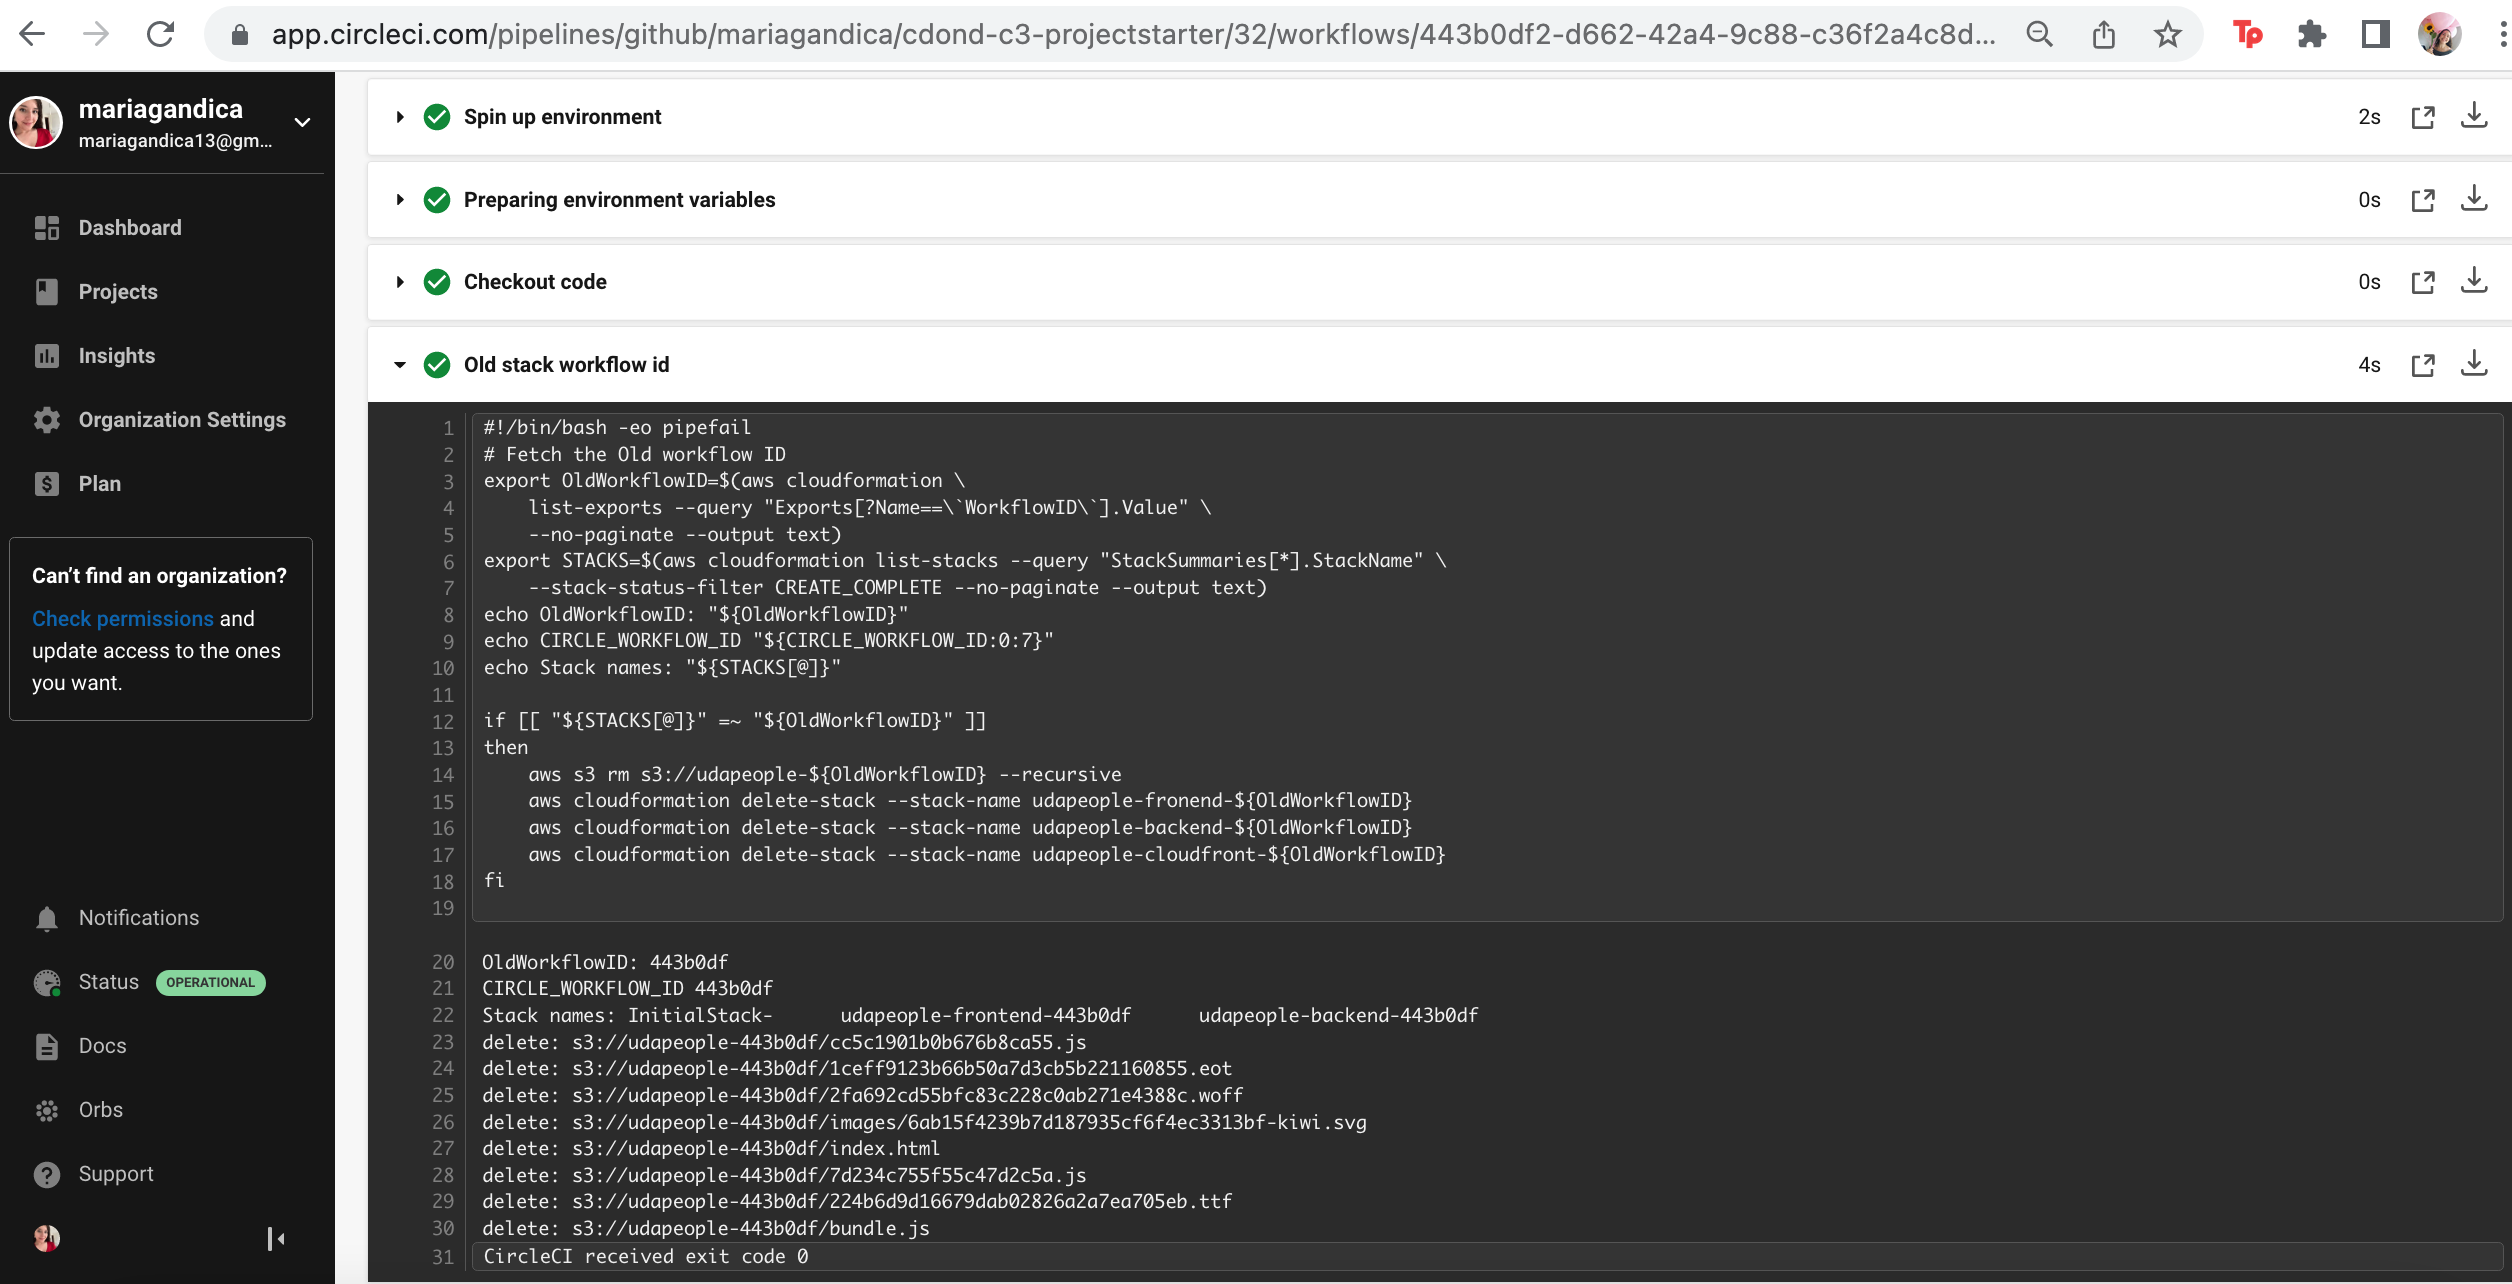 app.circleci.com/pipelines/github/mariagandica/cdond-c3-projectstarter/32/workflows/443b0df2-d662-42a4-9c88-c36f2a4c8d...
Tp
mariagandica
mariagandica13@gm...
Dashboard
Projects
Insights
Organization Settings
Plan
Can’t find an organization?
Check permissions and
update access to the ones
you want.
Notifications
Status OPERATIONAL
Docs
Orbs
Support
Spin up environment 2s
Preparing environment variables 0s
Checkout code 0s
Old stack workflow id 4s
1 #!/bin/bash -eo pipefail
2 # Fetch the Old workflow ID
3 export OldWorkflowID=$(aws cloudformation \
4 list-exports --query "Exports[?Name==\`WorkflowID\`].Value" \
5 --no-paginate --output text)
6 export STACKS=$(aws cloudformation list-stacks --query "StackSummaries[*].StackName" \
7 --stack-status-filter CREATE_COMPLETE --no-paginate --output text)
8 echo OldWorkflowID: "${OldWorkflowID}"
9 echo CIRCLE_WORKFLOW_ID "${CIRCLE_WORKFLOW_ID:0:7}"
10 echo Stack names: "${STACKS[@]}"
11
12 if [[ "${STACKS[@]}" =~ "${OldWorkflowID}" ]]
13 then
14 aws s3 rm s3://udapeople-${OldWorkflowID} --recursive
15 aws cloudformation delete-stack --stack-name udapeople-fronend-${OldWorkflowID}
16 aws cloudformation delete-stack --stack-name udapeople-backend-${OldWorkflowID}
17 aws cloudformation delete-stack --stack-name udapeople-cloudfront-${OldWorkflowID}
18 fi
19
20 OldWorkflowID: 443b0df
21 CIRCLE_WORKFLOW_ID 443b0df
22 Stack names: InitialStack- udapeople-frontend-443b0df udapeople-backend-443b0df
23 delete: s3://udapeople-443b0df/cc5c1901b0b676b8ca55.js
24 delete: s3://udapeople-443b0df/1ceff9123b66b50a7d3cb5b221160855.eot
25 delete: s3://udapeople-443b0df/2fa692cd55bfc83c228c0ab271e4388c.woff
26 delete: s3://udapeople-443b0df/images/6ab15f4239b7d187935cf6f4ec3313bf-kiwi.svg
27 delete: s3://udapeople-443b0df/index.html
28 delete: s3://udapeople-443b0df/7d234c755f55c47d2c5a.js
29 delete: s3://udapeople-443b0df/224b6d9d16679dab02826a2a7ea705eb.ttf
30 delete: s3://udapeople-443b0df/bundle.js
31 CircleCI received exit code 0